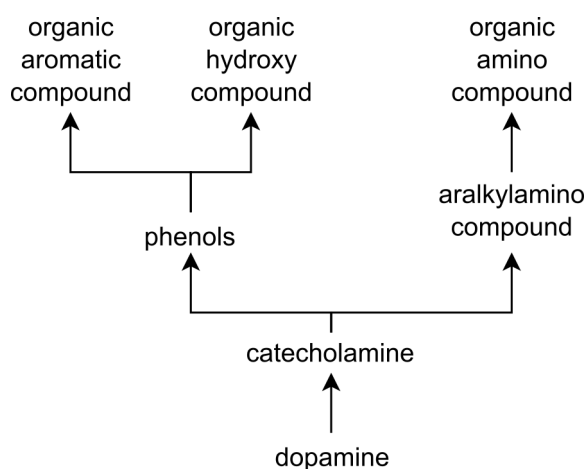 organic
aromatic
compound
organic
hydroxy
compound
organic
amino
compound
phenols
aralkylamino
compound
catecholamine
dopamine